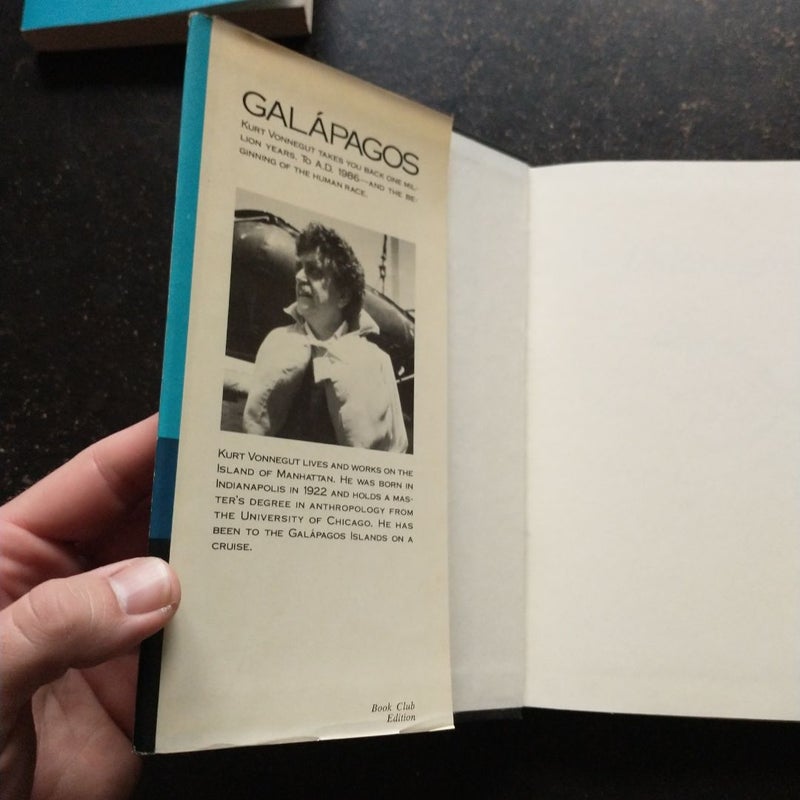 GALÁPAGOS
KURT VONNEGUT TAKES YOU BACK ONE MIL-
LION YEARS, TO A.D. 1986—AND THE BE-
GINNING OF THE HUMAN RACE.
KURT VONNEGUT LIVES AND WORKS ON THE
ISLAND OF MANHATTAN. HE WAS BORN IN
INDIANAPOLIS IN 1922 AND HOLDS A MAS-
TER'S DEGREE IN ANTHROPOLOGY FROM
THE UNIVERSITY OF CHICAGO. HE HAS
BEEN TO THE GALÁPAGOS ISLANDS ON A
CRUISE.
Book Club
Edition